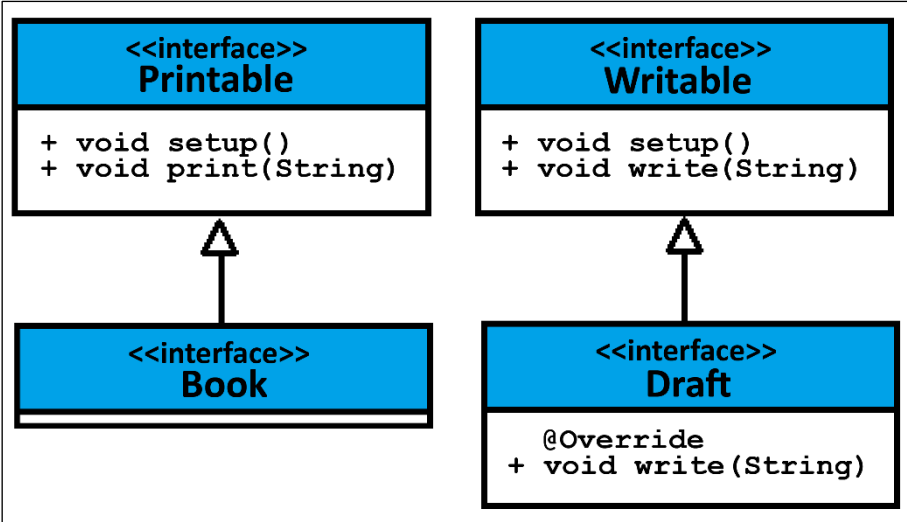 <<interface>>
Printable
+ void setup()
+ void print(String)
<<interface>>
Writable
+ void setup()
+ void write(String)
<<interface>>
Book
<<interface>>
Draft
@Override
+ void write(String)